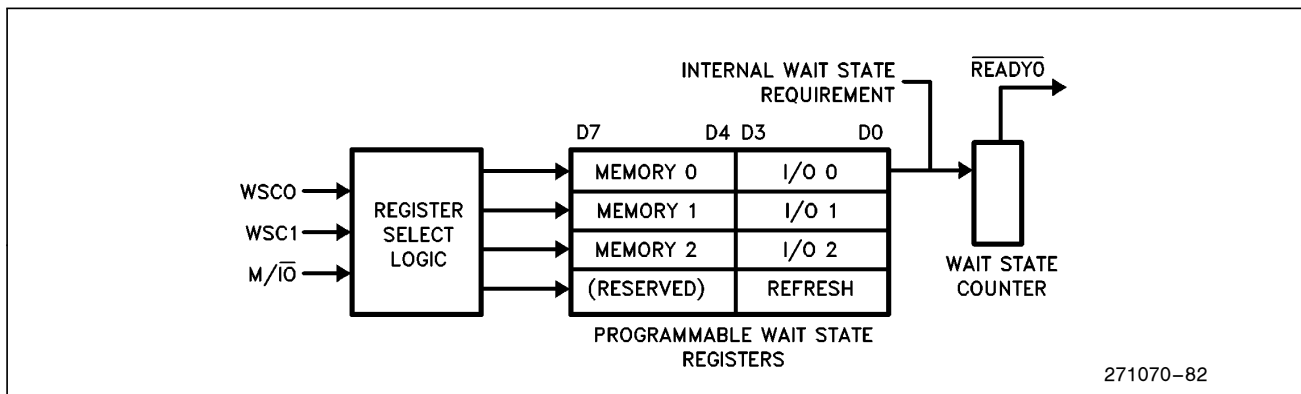 INTERNAL WAIT STATE
REQUIREMENT
READYO
D7 D4 D3 D0
WSC0
WSC1
M/IO
REGISTER
SELECT
LOGIC
MEMORY 0 I/O 0
MEMORY 1 I/O 1
MEMORY 2 I/O 2
(RESERVED) REFRESH
WAIT STATE
COUNTER
PROGRAMMABLE WAIT STATE
REGISTERS
271070-82